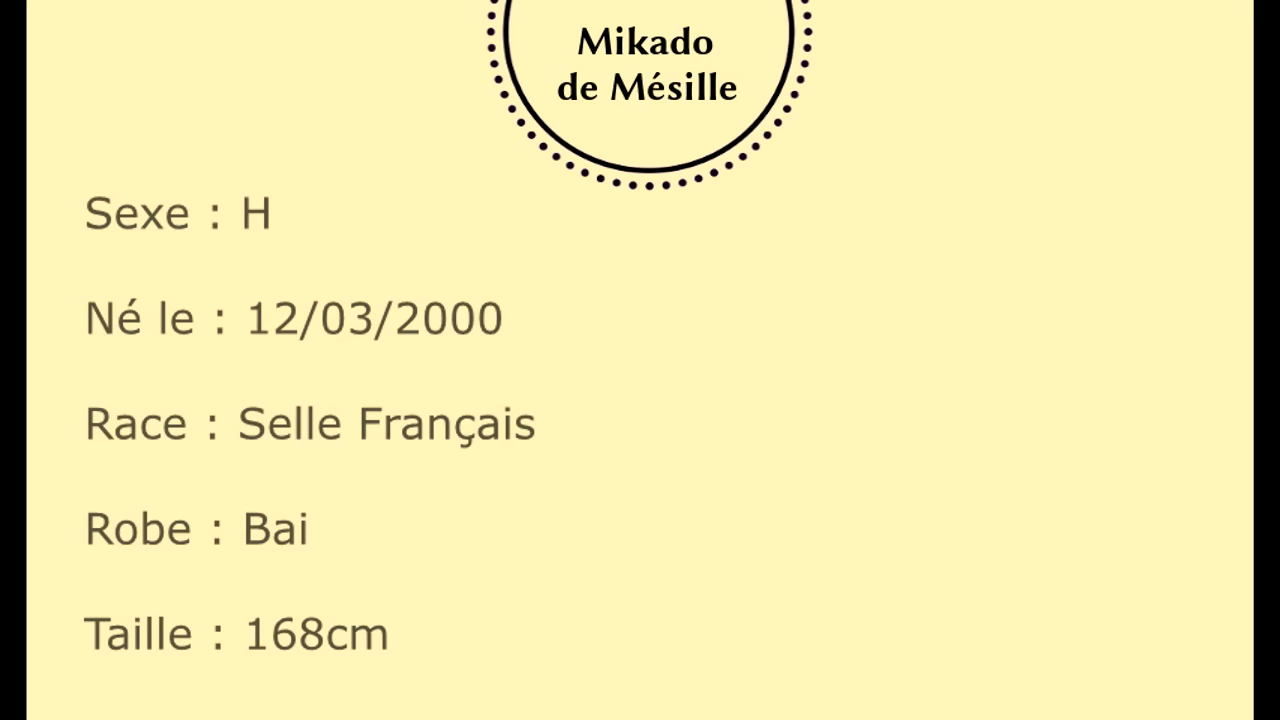 Mikado
de Mésille
Sexe : H
Né le : 12/03/2000
Race : Selle Français
Robe : Bai
Taille : 168cm